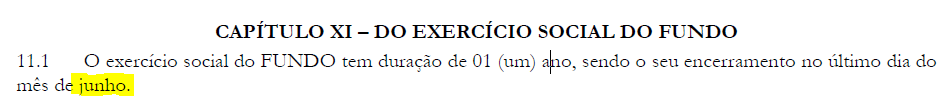 CAPÍTULO XI – DO EXERCÍCIO SOCIAL DO FUNDO
11.1 O exercício social do FUNDO tem duração de 01 (um) ano, sendo o seu encerramento no último dia do
mês de junho.